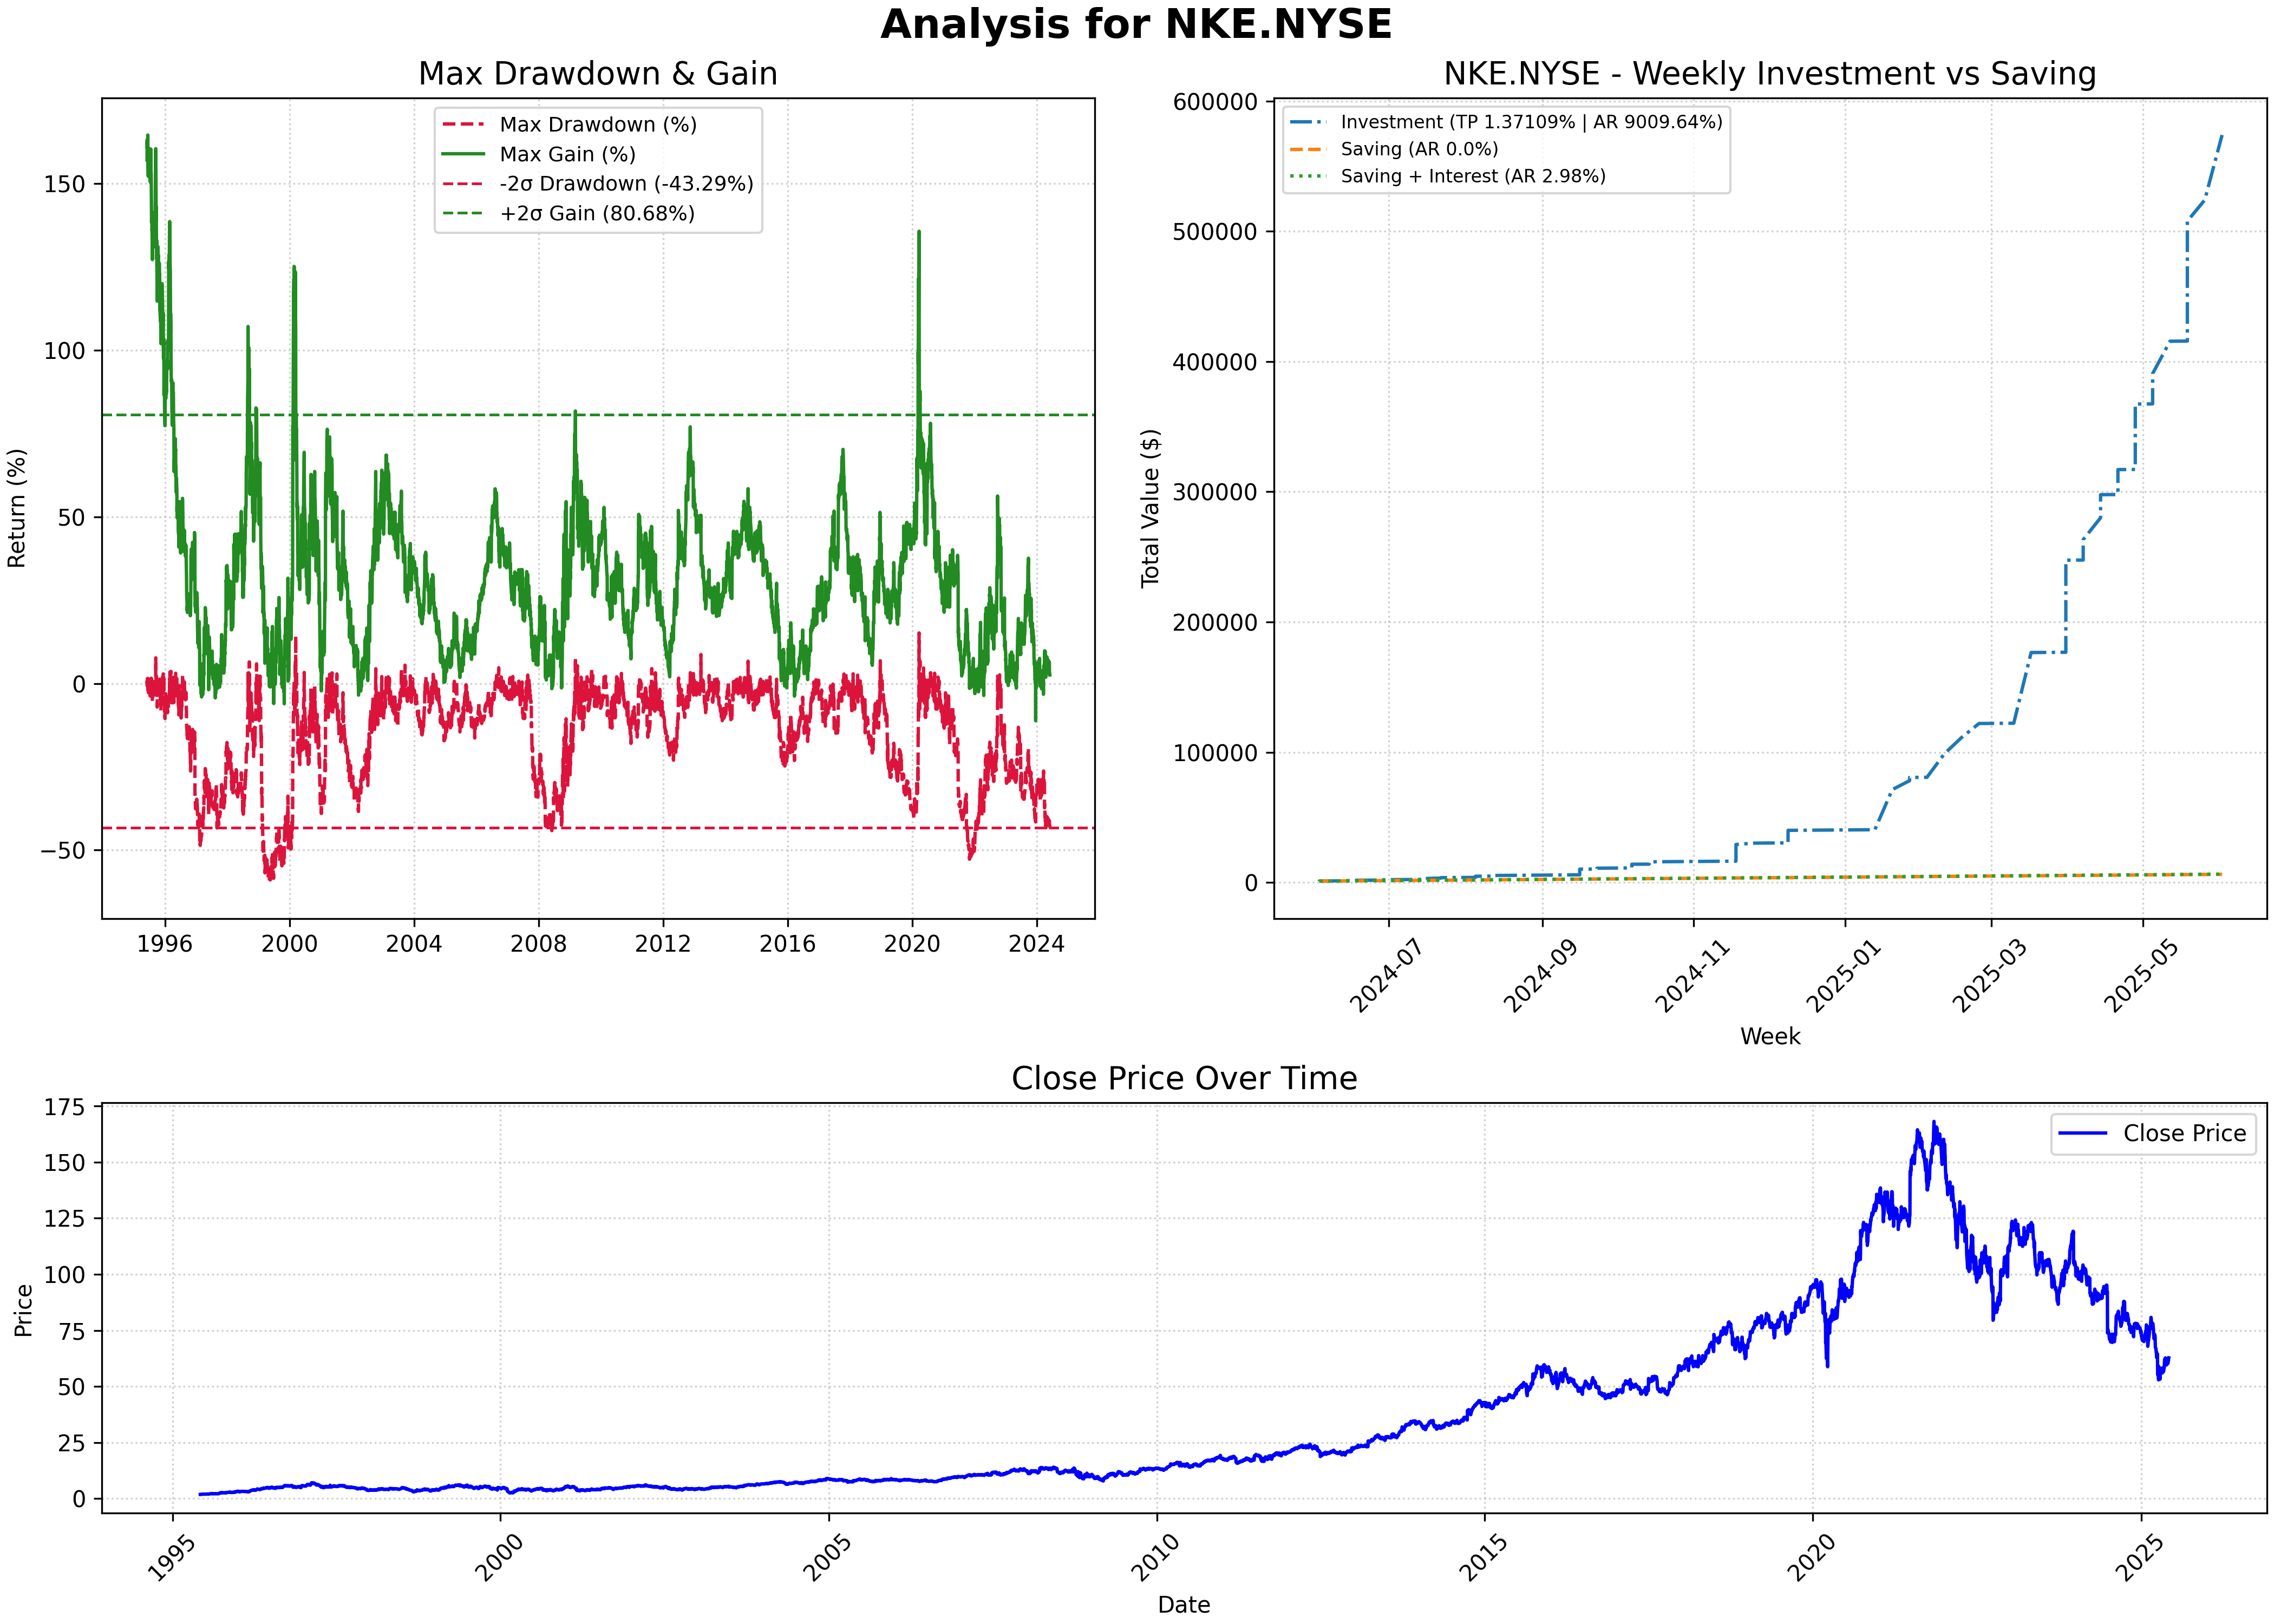 Analysis for NKE.NYSE
Max Drawdown & Gain
Max Drawdown (%)
Max Gain (%)
-2σ Drawdown (-43.29%)
+2σ Gain (80.68%)
Return (%)
150
100
50
0
−50
1996
2000
2004
2008
2012
2016
2020
2024
NKE.NYSE - Weekly Investment vs Saving
Investment (TP 1.37109% | AR 9009.64%)
Saving (AR 0.0%)
Saving + Interest (AR 2.98%)
Total Value ($)
600000
500000
400000
300000
200000
100000
0
2024-07
2024-09
2024-11
2025-01
2025-03
2025-05
Week
Close Price Over Time
Close Price
Price
175
150
125
100
75
50
25
0
1995
2000
2005
2010
2015
2020
2025
Date